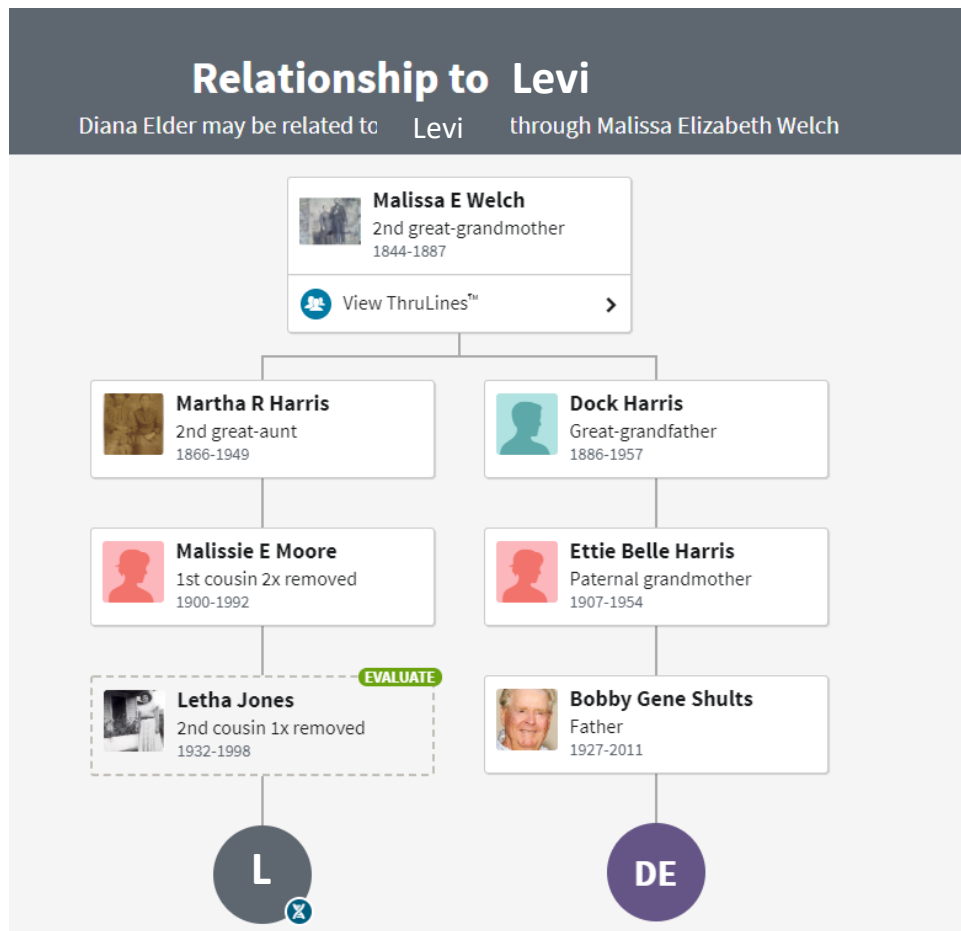 Relationship to Levi
Diana Elder may be related to Levi through Malissa Elizabeth Welch
Malissa E Welch
2nd great-grandmother
1844-1887
View ThruLines™
Martha R Harris
2nd great-aunt
1866-1949
Dock Harris
Great-grandfather
1886-1957
Malissie E Moore
1st cousin 2x removed
1900-1992
Ettie Belle Harris
Paternal grandmother
1907-1954
EVALUATE
Letha Jones
2nd cousin 1x removed
1932-1998
Bobby Gene Shults
Father
1927-2011
L
DE